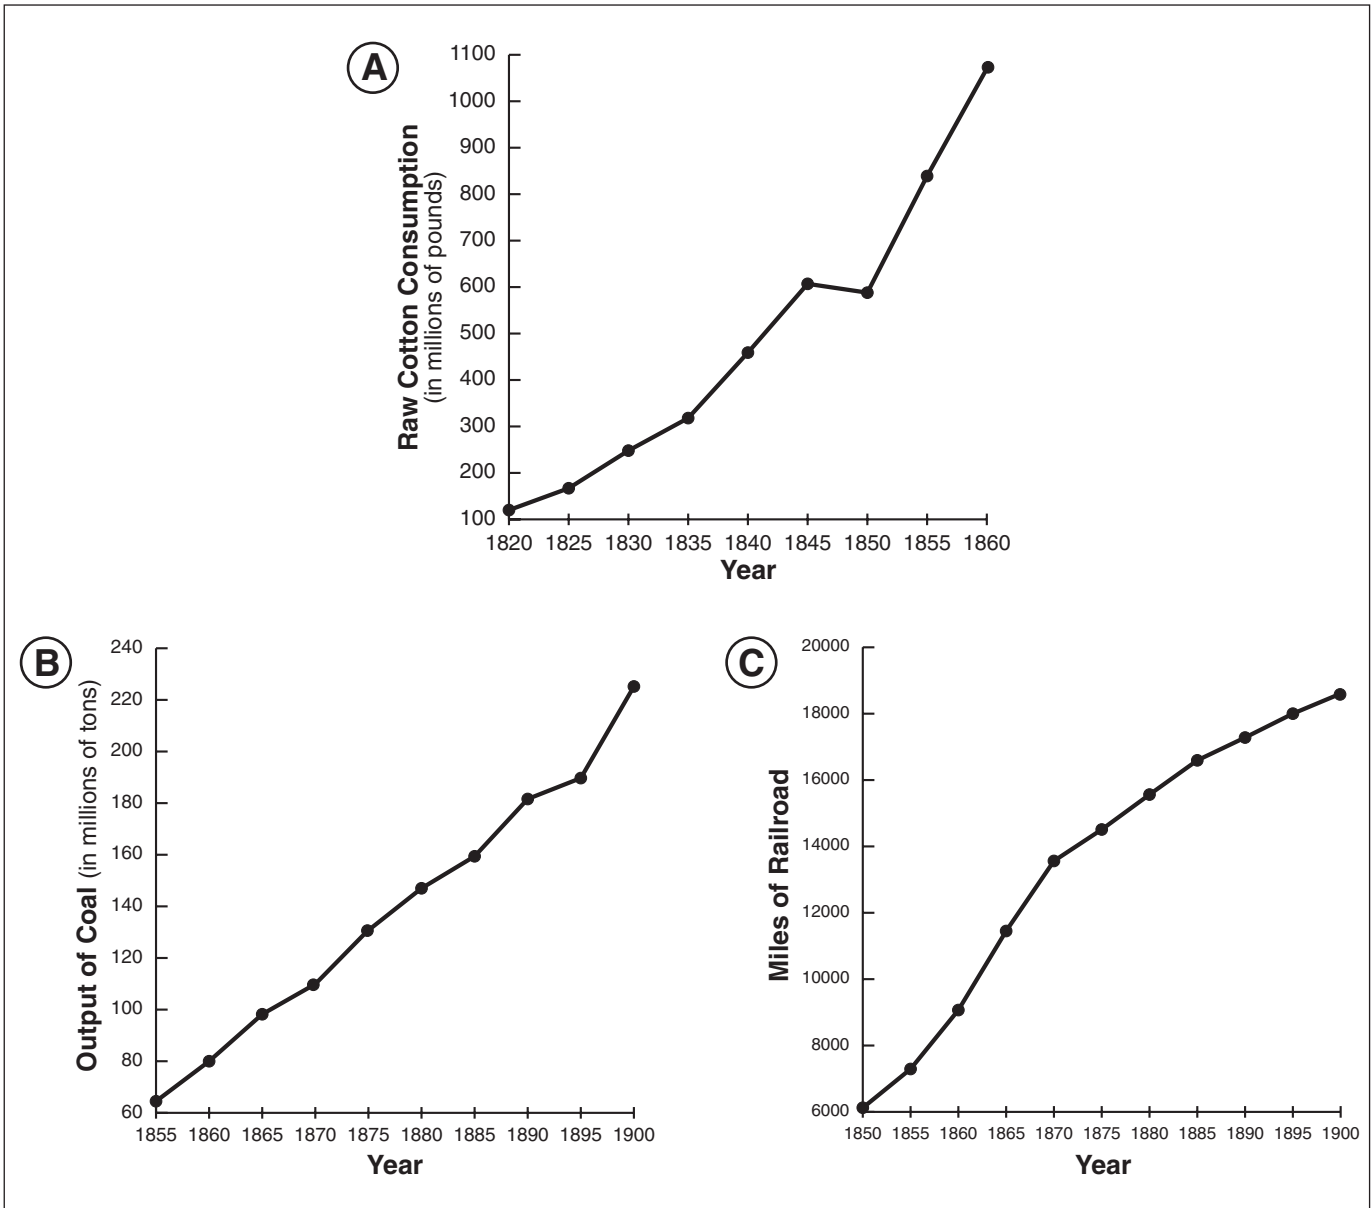 A
Raw Cotton Consumption
(in millions of pounds)
1100
1000
900
800
700
600
500
400
300
200
100
1820 1825 1830 1835 1840 1845 1850 1855 1860
Year
B
Output of Coal (in millions of tons)
240
220
200
180
160
140
120
100
80
60
1855 1860 1865 1870 1875 1880 1885 1890 1895 1900
Year
C
Miles of Railroad
20000
18000
16000
14000
12000
10000
8000
6000
1850 1855 1860 1865 1870 1875 1880 1885 1890 1895 1900
Year